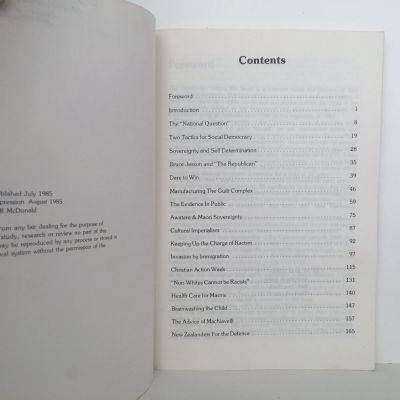 blished July 1985
pression August 1985
ll McDonald
rom any fair dealing for the purpose of
study, research or review no part of this
may be reproduced by any process or stored in
val system without the permission of the
Contents
Foreword
Introduction 1
The "National Question" 8
Two Tactics for Social Democracy 19
Sovereignty and Self Determination 28
Bruce Jesson and "The Republican" 35
Dare to Win 39
Manufacturing The Guilt Complex 46
The Evidence In Public 59
Awatere & Maori Sovereignty 75
Cultural Imperialism 87
Keeping Up the Charge of Racism 92
Invasion by Immigration 97
Christian Action Week 115
"Non-Whites Cannot be Racists" 131
Health Care for Maoris 140
Brainwashing the Child 147
The Advice of Machiavelli 157
New Zealanders For the Defence 165